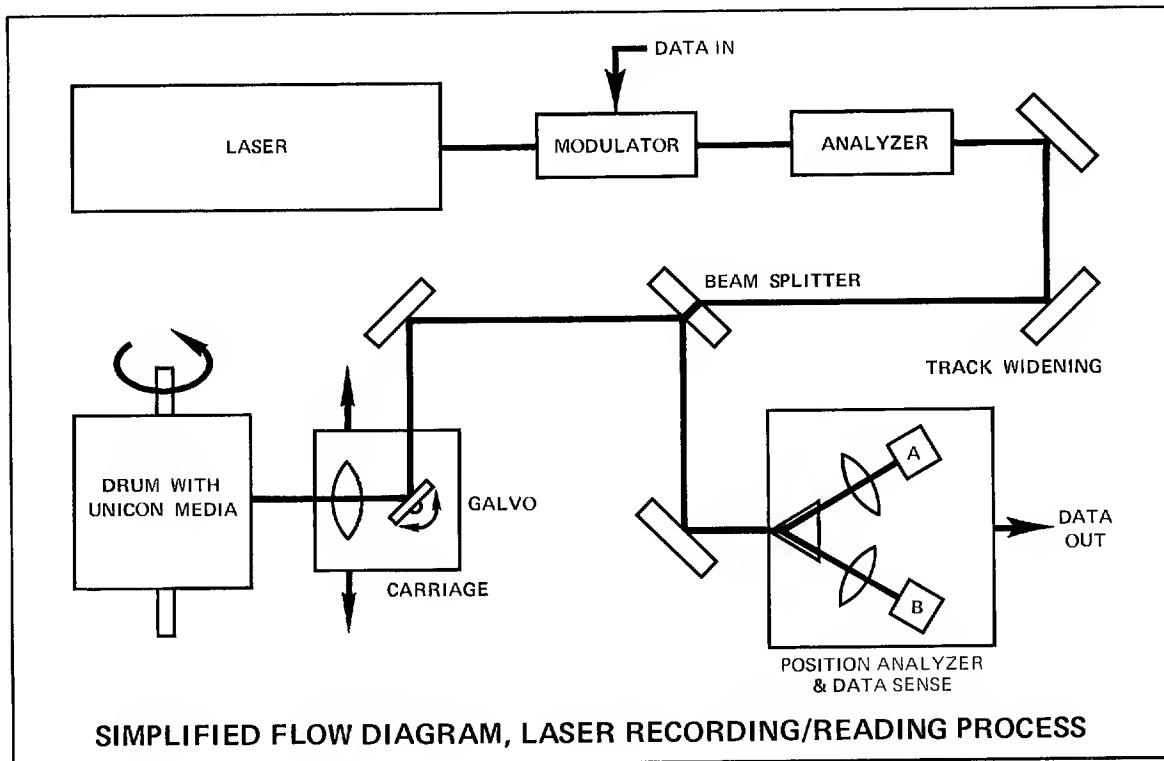 DATA IN
LASER
MODULATOR
ANALYZER
BEAM SPLITTER
TRACK WIDENING
DRUM WITH
UNICON MEDIA
GALVO
CARRIAGE
A
B
DATA
OUT
POSITION ANALYZER
& DATA SENSE
SIMPLIFIED FLOW DIAGRAM, LASER RECORDING/READING PROCESS